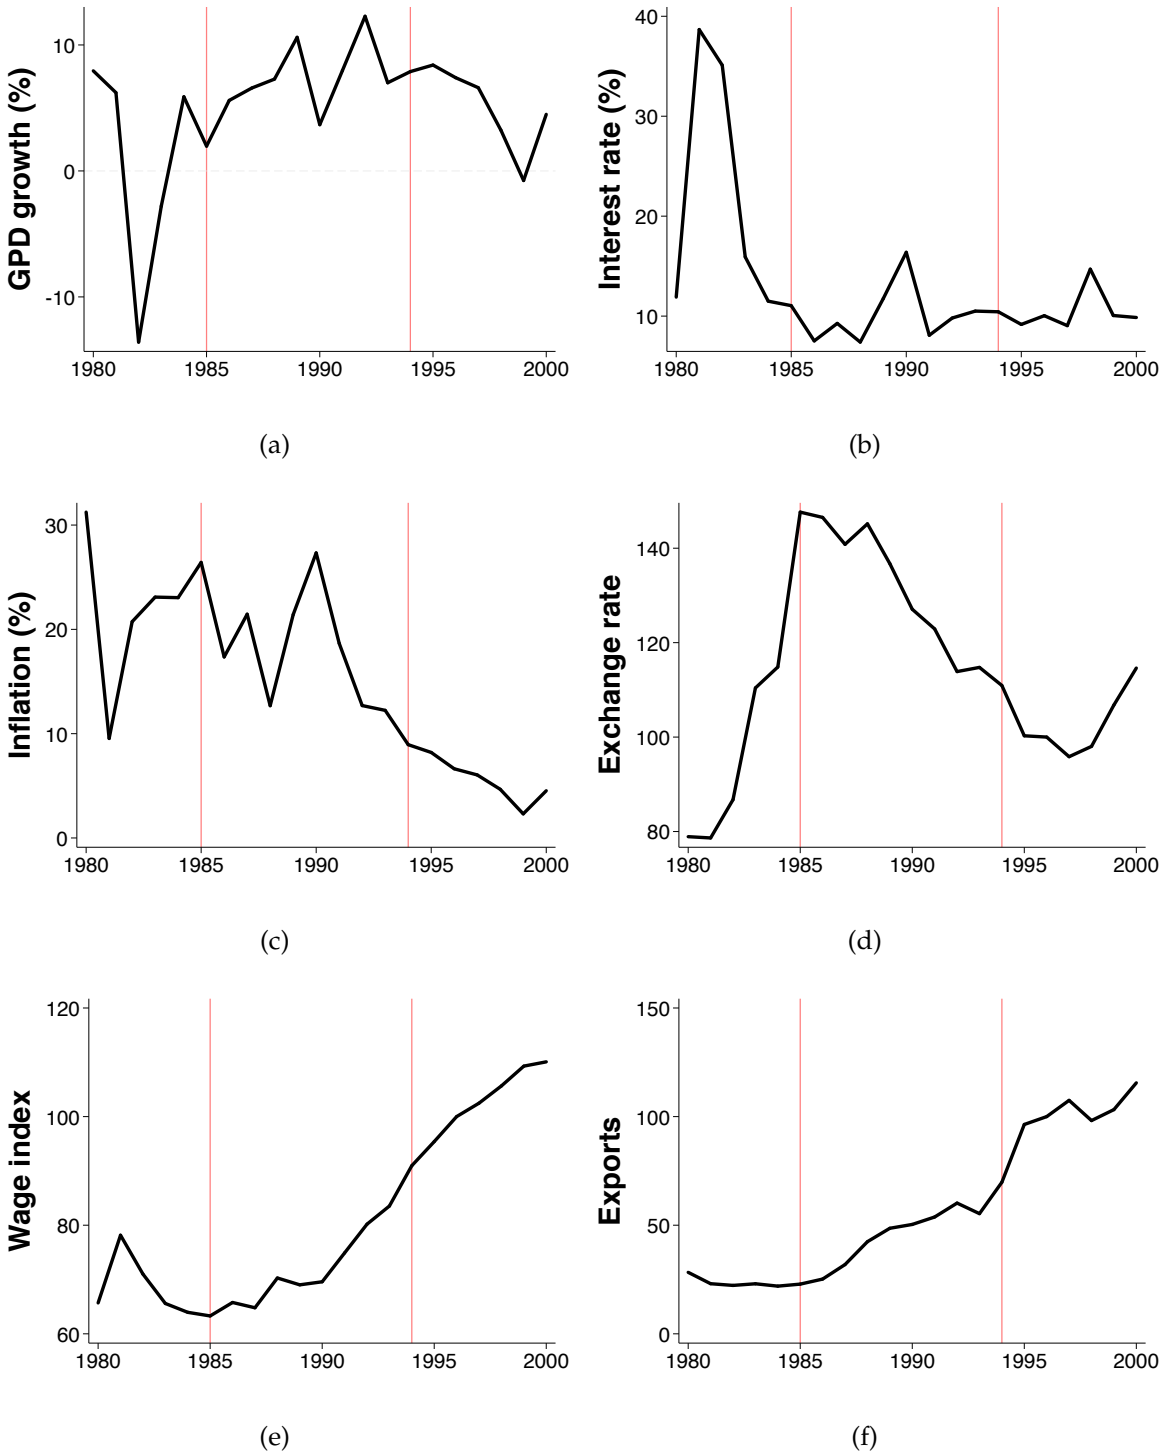 GPD growth (%)
10
0
-10
1980 1985 1990 1995 2000
(a)
Interest rate (%)
40
30
20
10
1980 1985 1990 1995 2000
(b)
Inflation (%)
30
20
10
0
1980 1985 1990 1995 2000
(c)
Exchange rate
140
120
100
80
1980 1985 1990 1995 2000
(d)
Wage index
120
100
80
60
1980 1985 1990 1995 2000
(e)
Exports
150
100
50
0
1980 1985 1990 1995 2000
(f)